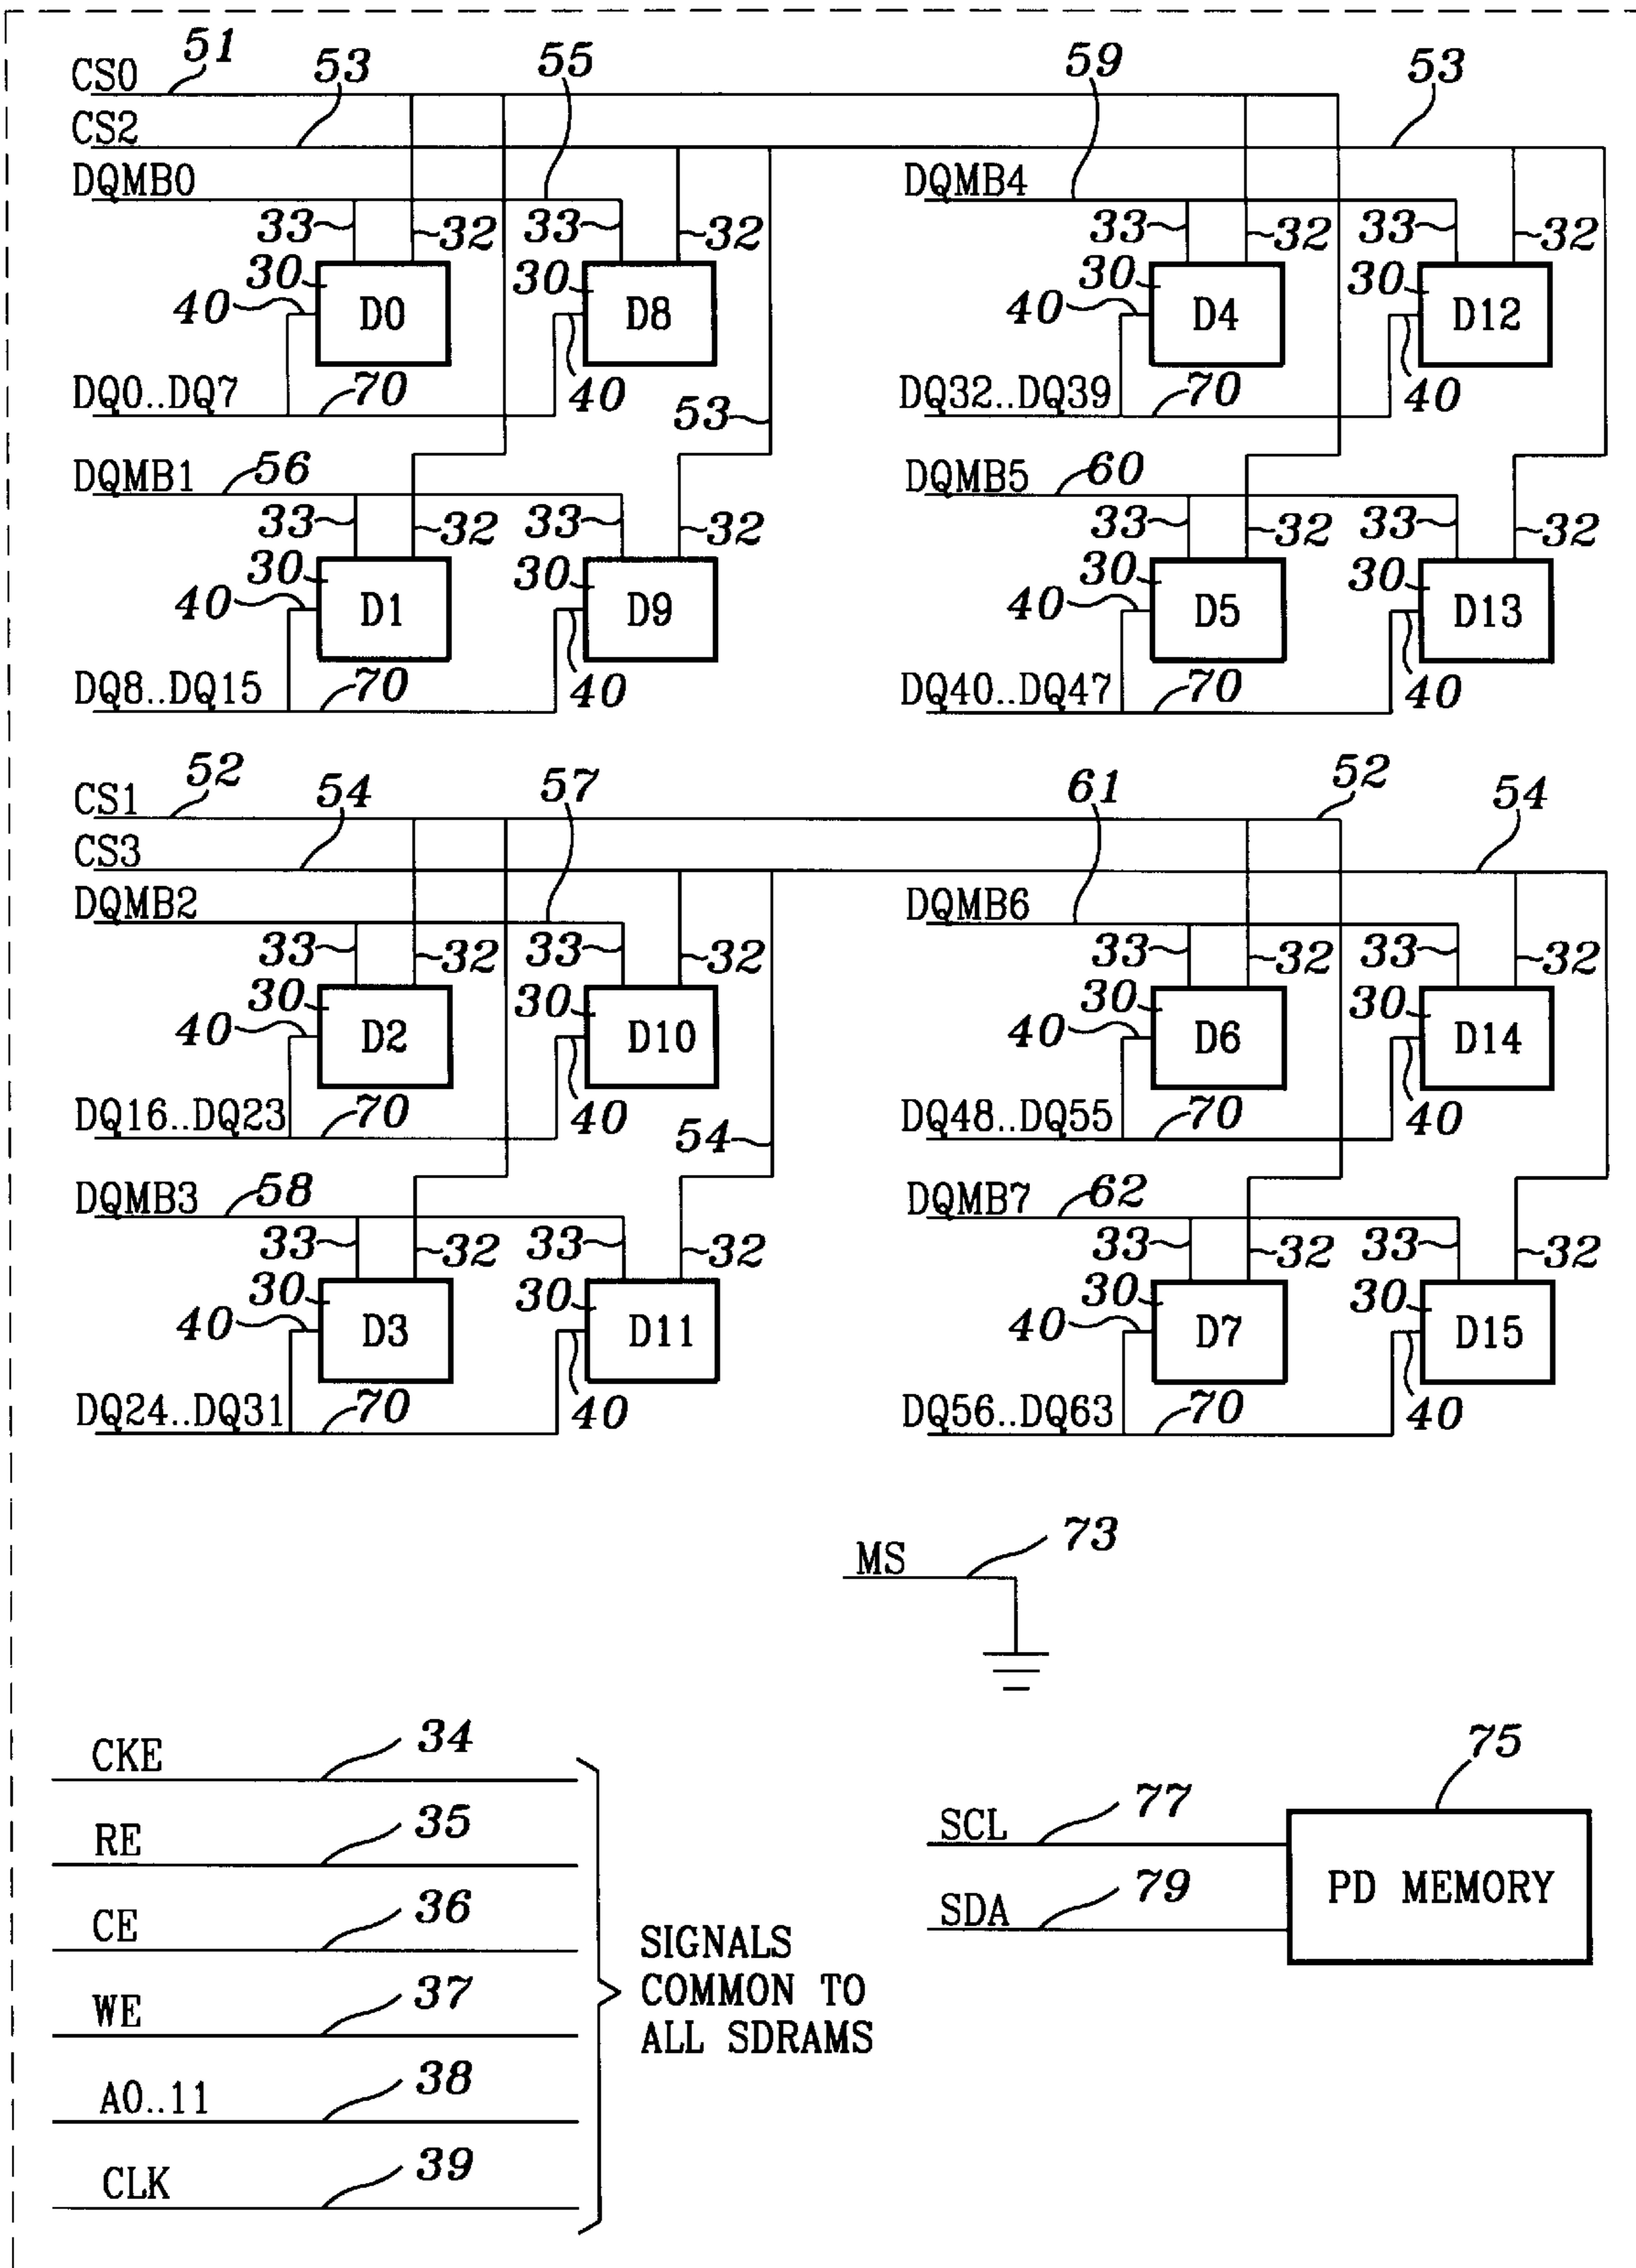 CS0 51 53 55 59 53
CS2
DQMB0 DQMB4
33 32 33 32 33 32 33 32
30 30 30 30
40 D0 D8 40 D4 D12
DQ0..DQ7 70 40 DQ32..DQ39 70 40
53
DQMB1 56 DQMB5 60
33 32 33 32 33 32 33 32
30 30 30 30
40 D1 D9 40 D5 D13
DQ8..DQ15 70 40 DQ40..DQ47 70 40
CS1 52 54 57 61 52 54
CS3
DQMB2 DQMB6
33 32 33 32 33 32 33 32
30 30 30 30
40 D2 D10 40 D6 D14
DQ16..DQ23 70 40 DQ48..DQ55 70 40
54
DQMB3 58 DQMB7 62
33 32 33 32 33 32 33 32
30 30 30 30
40 D3 D11 40 D7 D15
DQ24..DQ31 70 40 DQ56..DQ63 70 40
MS 73
CKE 34
RE 35
CE 36
WE 37
A0..11 38
CLK 39
SIGNALS
COMMON TO
ALL SDRAMS
75
SCL 77
SDA 79
PD MEMORY